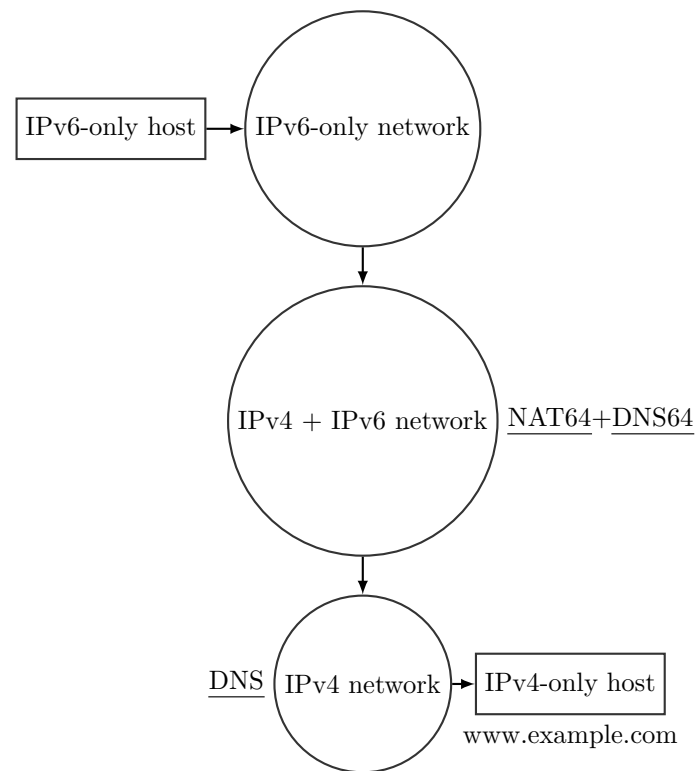 IPv6-only host
IPv6-only network
IPv4 + IPv6 network
NAT64+DNS64
DNS
IPv4 network
IPv4-only host
www.example.com